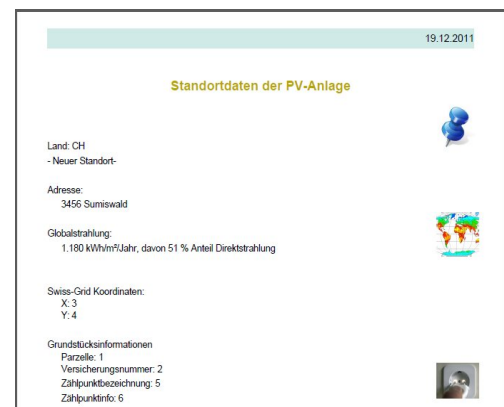 19.12.2011
Standortdaten der PV-Anlage
Land: CH
- Neuer Standort-
Adresse:
3456 Sumiswald
Globalstrahlung:
1.180 kWh/m²/Jahr, davon 51 % Anteil Direktstrahlung
Swiss-Grid Koordinaten:
X: 3
Y: 4
Grundstücksinformationen
Parzelle: 1
Versicherungsnummer: 2
Zählpunktbezeichnung: 5
Zählpunktinfo: 6